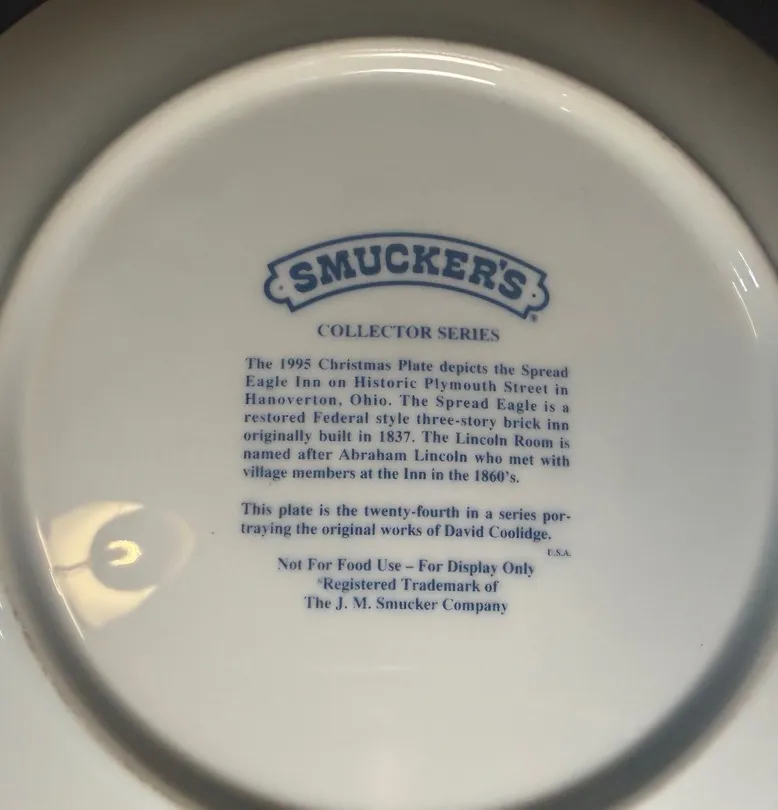 SMUCKER'S®
COLLECTOR SERIES
The 1995 Christmas Plate depicts the Spread
Eagle Inn on Historic Plymouth Street in
Hanoverton, Ohio. The Spread Eagle is a
restored Federal style three-story brick inn
originally built in 1837. The Lincoln Room is
named after Abraham Lincoln who met with
village members at the Inn in the 1860's.
This plate is the twenty-fourth in a series por-
traying the original works of David Coolidge.
U.S.A.
Not For Food Use – For Display Only
®Registered Trademark of
The J. M. Smucker Company